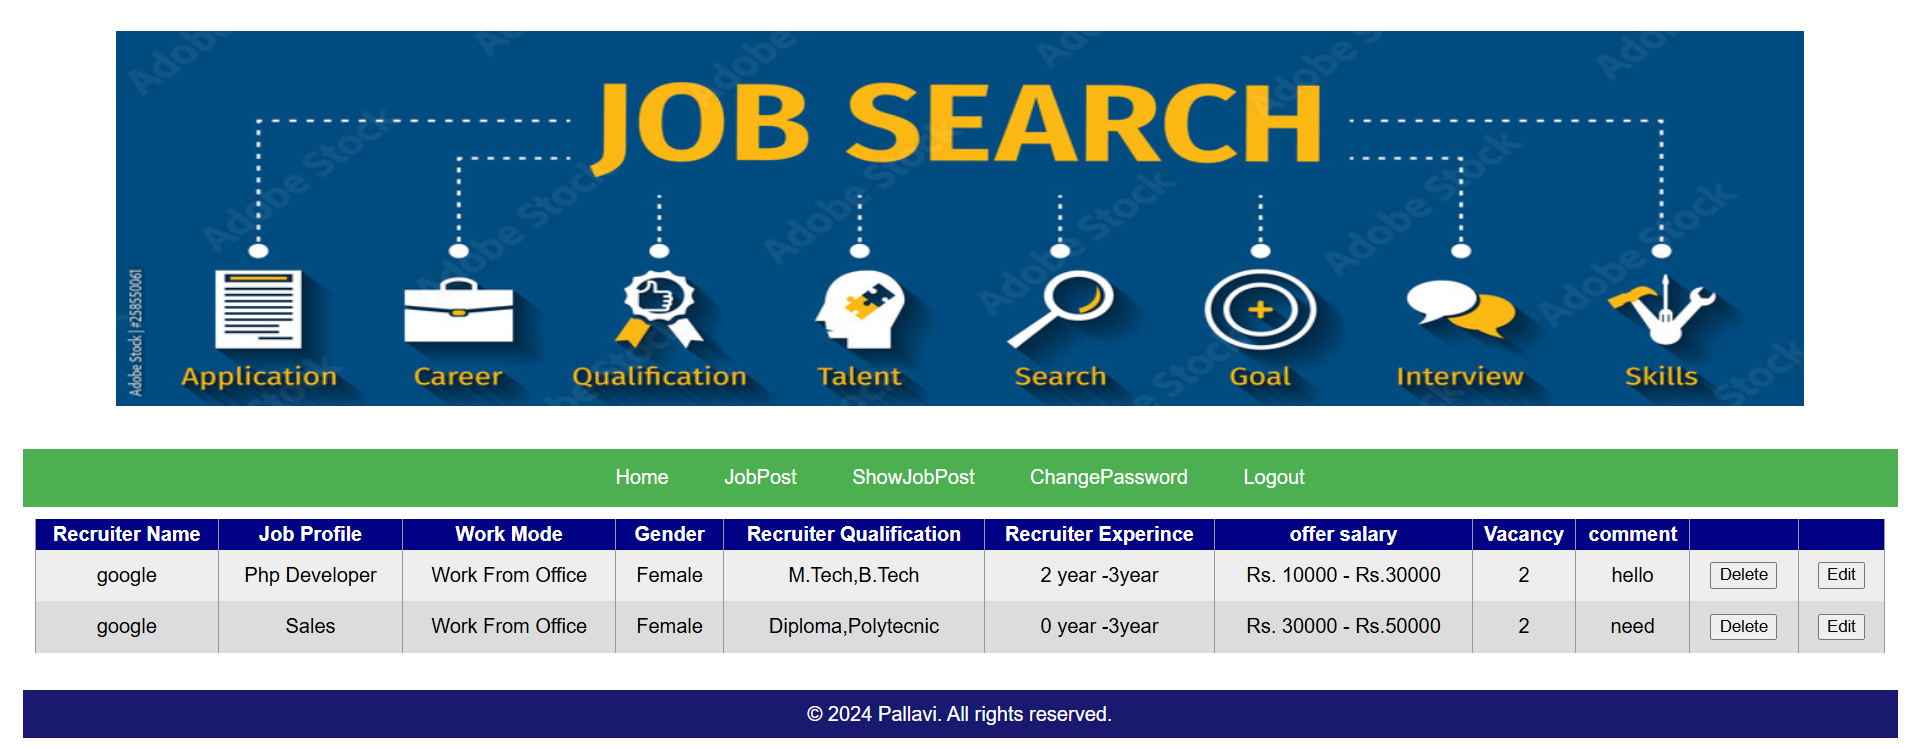 JOB SEARCH
Application Career Qualification Talent Search Goal Interview Skills
Adobe Stock | #258550061
Adobe Stock
Home JobPost ShowJobPost ChangePassword Logout
Recruiter Name Job Profile Work Mode Gender Recruiter Qualification Recruiter Experince offer salary Vacancy comment
google Php Developer Work From Office Female M.Tech,B.Tech 2 year -3year Rs. 10000 - Rs.30000 2 hello Delete Edit
google Sales Work From Office Female Diploma,Polytecnic 0 year -3year Rs. 30000 - Rs.50000 2 need Delete Edit
© 2024 Pallavi. All rights reserved.